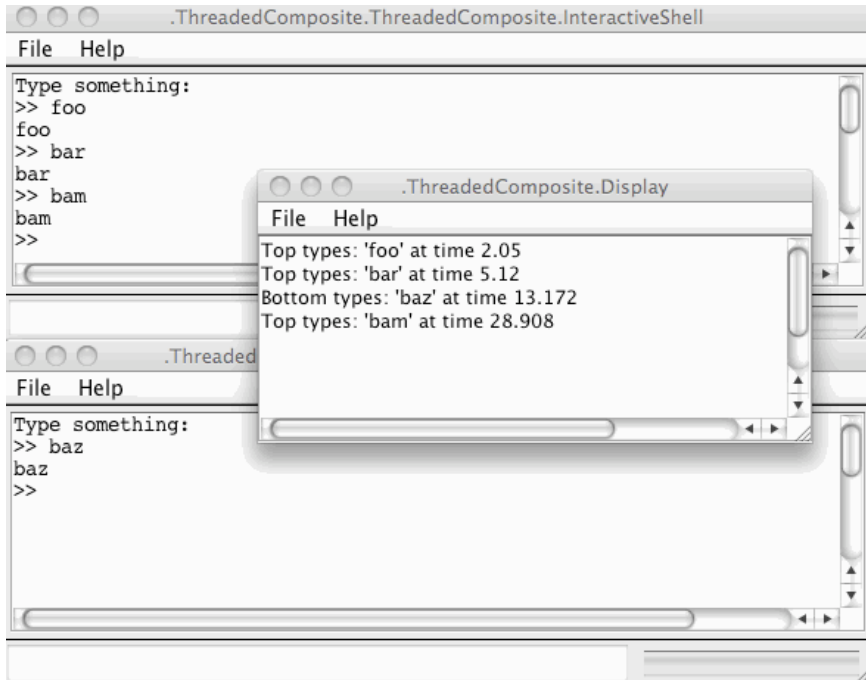 .ThreadedComposite.ThreadedComposite.InteractiveShell
File Help
Type something:
>> foo
foo
>> bar
bar
>> bam
bam
>>
.ThreadedComposite.Display
File Help
Top types: 'foo' at time 2.05
Top types: 'bar' at time 5.12
Bottom types: 'baz' at time 13.172
Top types: 'bam' at time 28.908
.Threaded
File Help
Type something:
>> baz
baz
>>